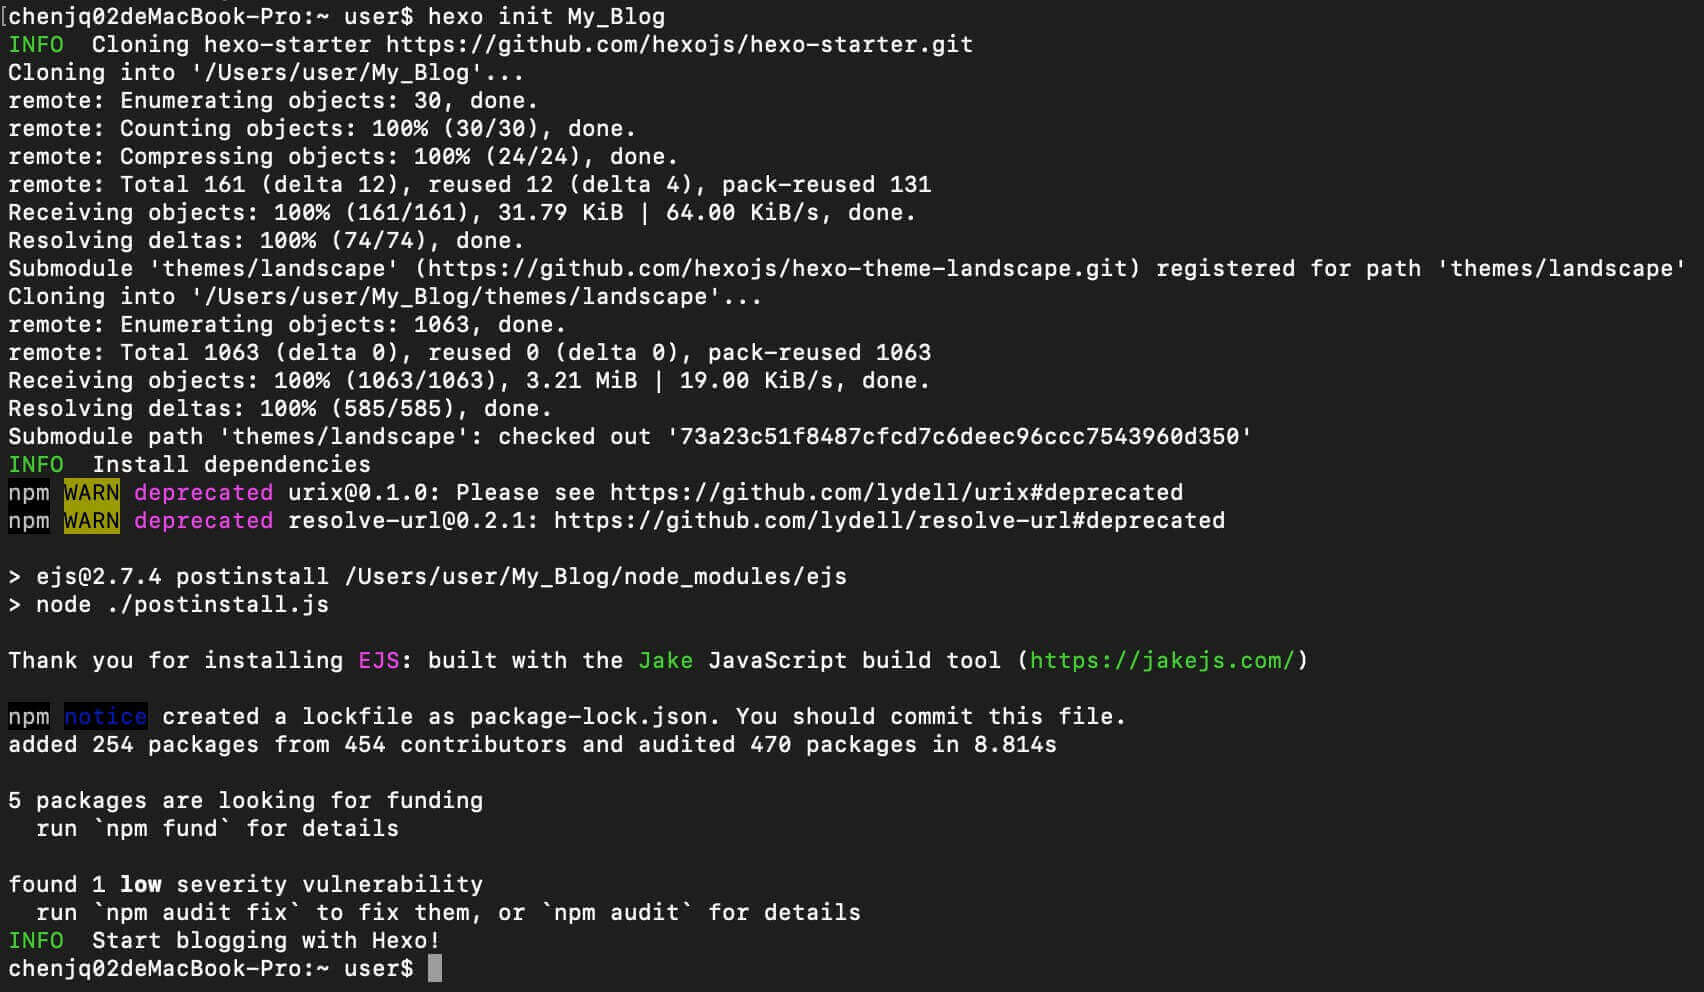 [chenjq02deMacBook-Pro:~ user$ hexo init My_Blog
INFO  Cloning hexo-starter https://github.com/hexojs/hexo-starter.git
Cloning into '/Users/user/My_Blog'...
remote: Enumerating objects: 30, done.
remote: Counting objects: 100% (30/30), done.
remote: Compressing objects: 100% (24/24), done.
remote: Total 161 (delta 12), reused 12 (delta 4), pack-reused 131
Receiving objects: 100% (161/161), 31.79 KiB | 64.00 KiB/s, done.
Resolving deltas: 100% (74/74), done.
Submodule 'themes/landscape' (https://github.com/hexojs/hexo-theme-landscape.git) registered for path 'themes/landscape'
Cloning into '/Users/user/My_Blog/themes/landscape'...
remote: Enumerating objects: 1063, done.
remote: Total 1063 (delta 0), reused 0 (delta 0), pack-reused 1063
Receiving objects: 100% (1063/1063), 3.21 MiB | 19.00 KiB/s, done.
Resolving deltas: 100% (585/585), done.
Submodule path 'themes/landscape': checked out '73a23c51f8487cfcd7c6deec96ccc7543960d350'
INFO  Install dependencies
npm WARN deprecated urix@0.1.0: Please see https://github.com/lydell/urix#deprecated
npm WARN deprecated resolve-url@0.2.1: https://github.com/lydell/resolve-url#deprecated
> ejs@2.7.4 postinstall /Users/user/My_Blog/node_modules/ejs
> node ./postinstall.js
Thank you for installing EJS: built with the Jake JavaScript build tool (https://jakejs.com/)
npm notice created a lockfile as package-lock.json. You should commit this file.
added 254 packages from 454 contributors and audited 470 packages in 8.814s
5 packages are looking for funding
  run `npm fund` for details
found 1 low severity vulnerability
  run `npm audit fix` to fix them, or `npm audit` for details
INFO  Start blogging with Hexo!
chenjq02deMacBook-Pro:~ user$